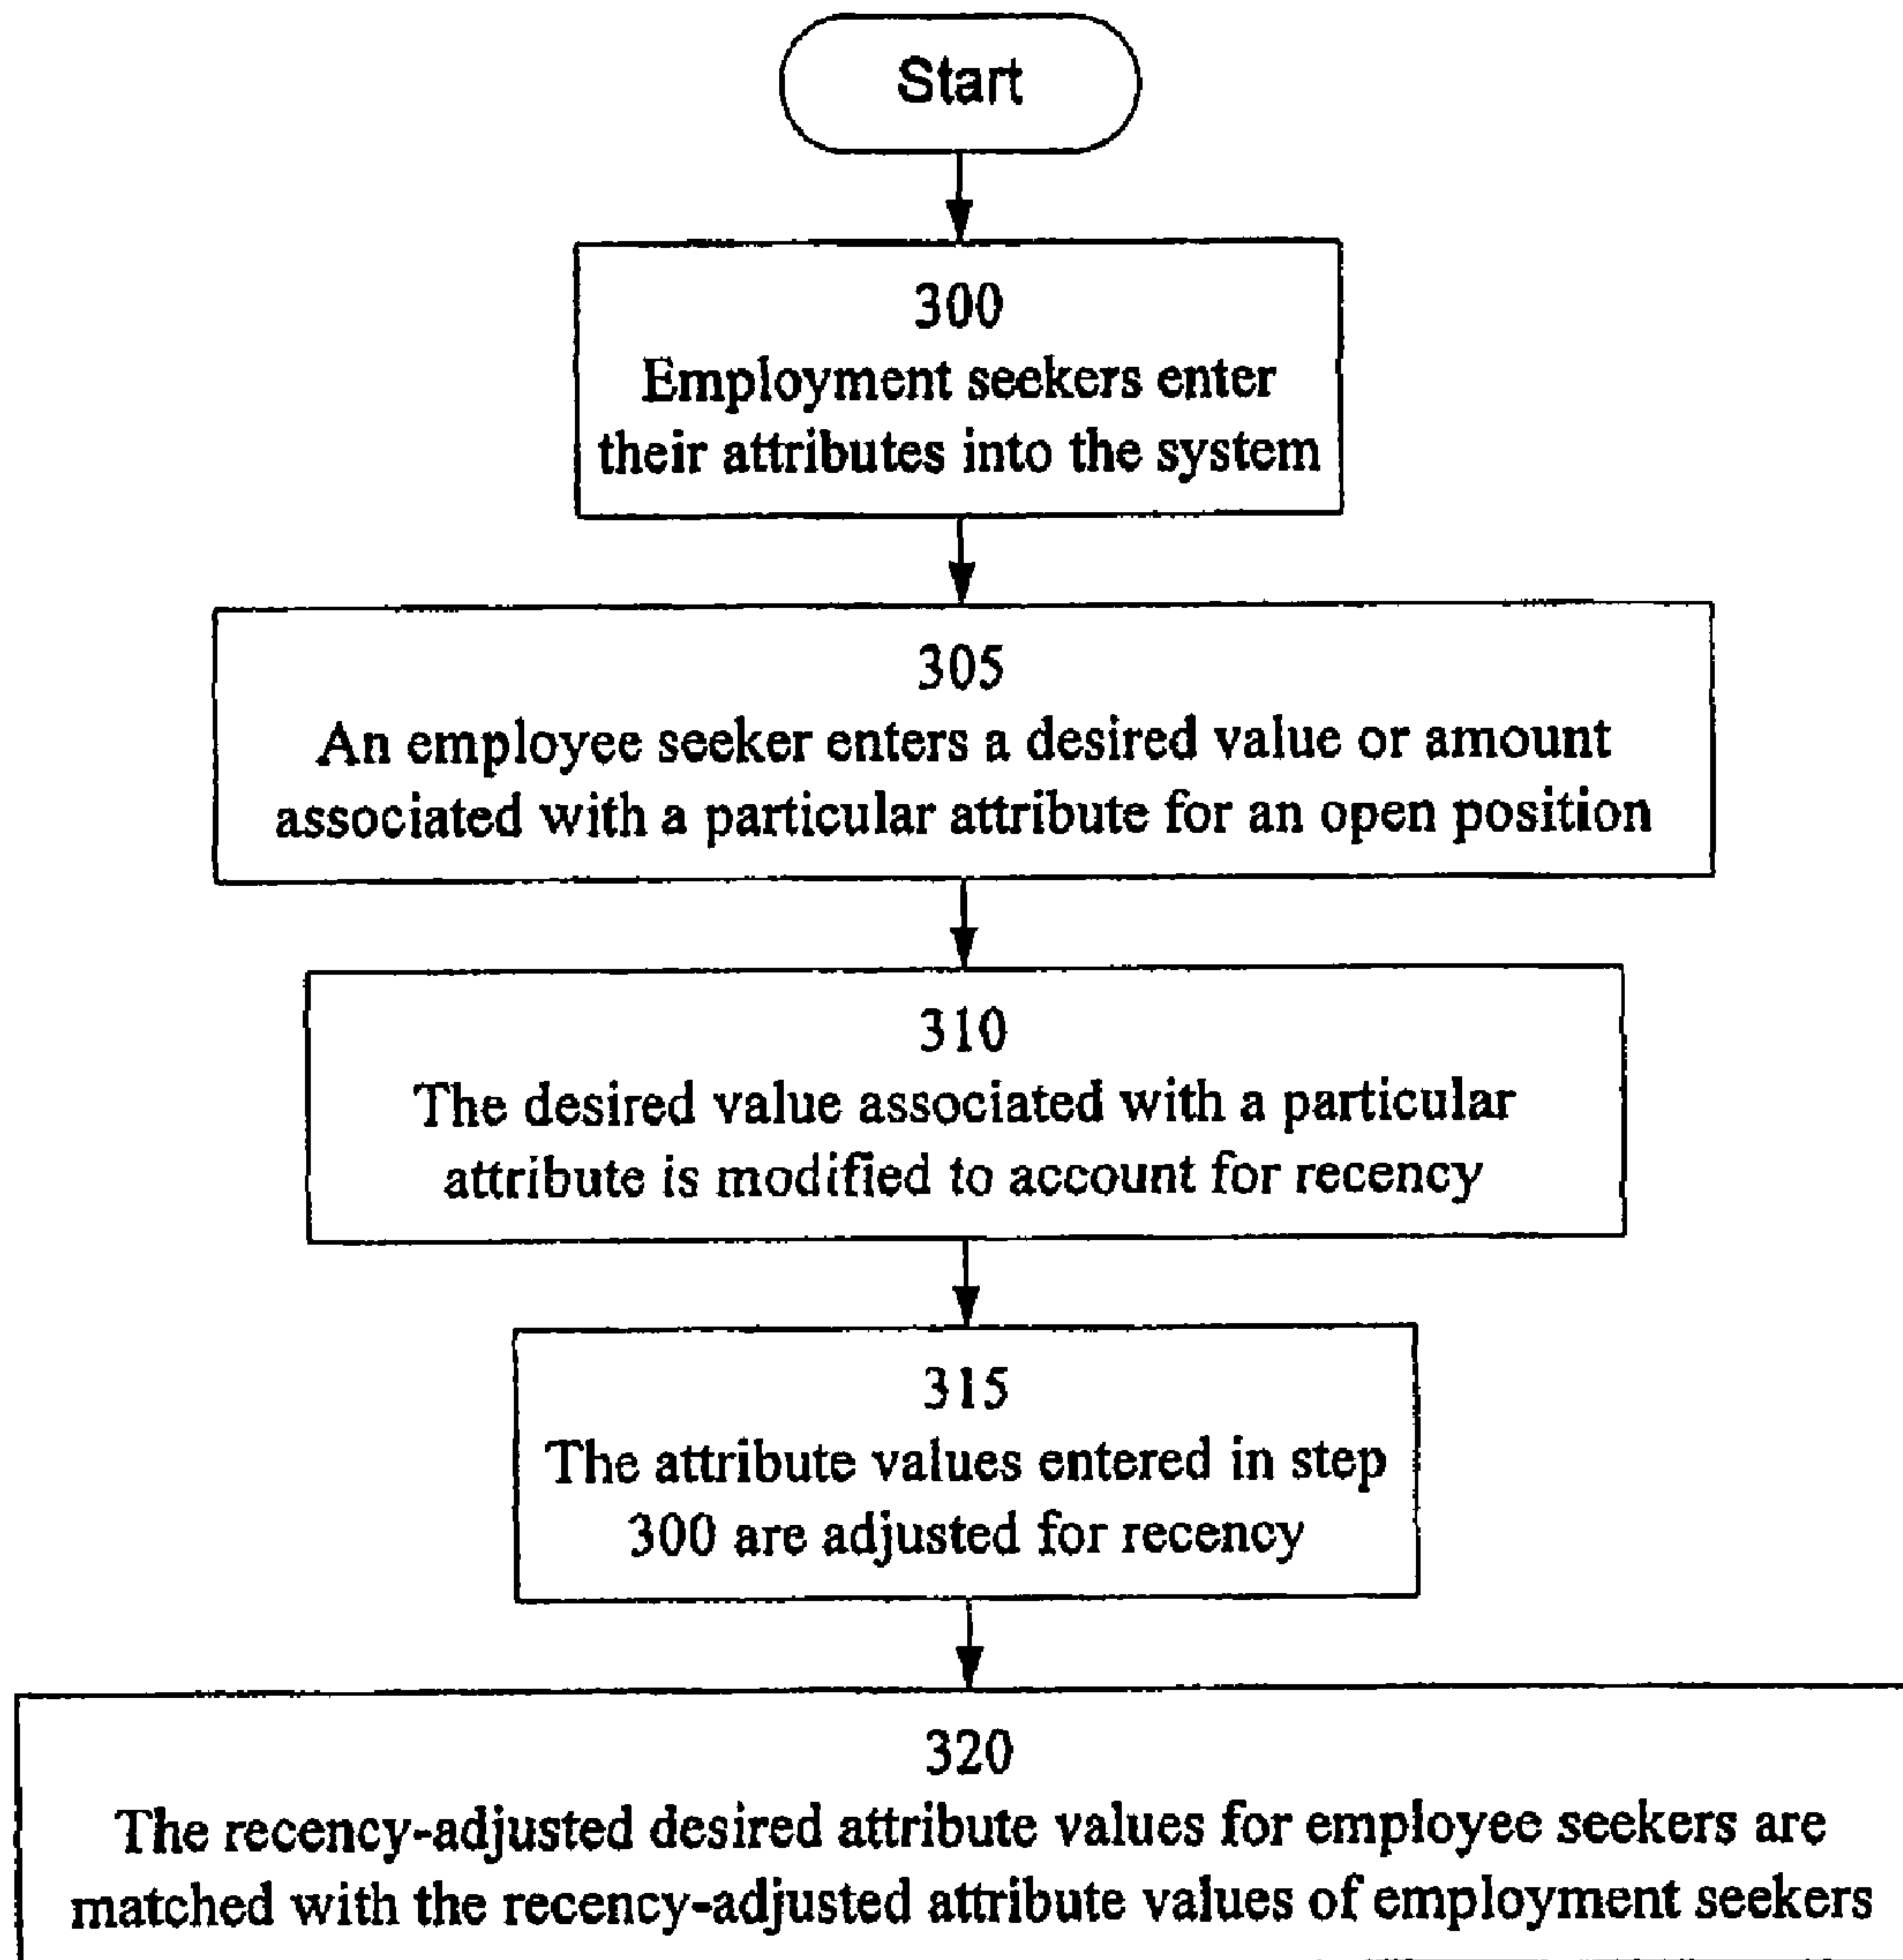 Start
300
Employment seekers enter
their attributes into the system
305
An employee seeker enters a desired value or amount
associated with a particular attribute for an open position
310
The desired value associated with a particular
attribute is modified to account for recency
315
The attribute values entered in step
300 are adjusted for recency
320
The recency-adjusted desired attribute values for employee seekers are
matched with the recency-adjusted attribute values of employment seekers